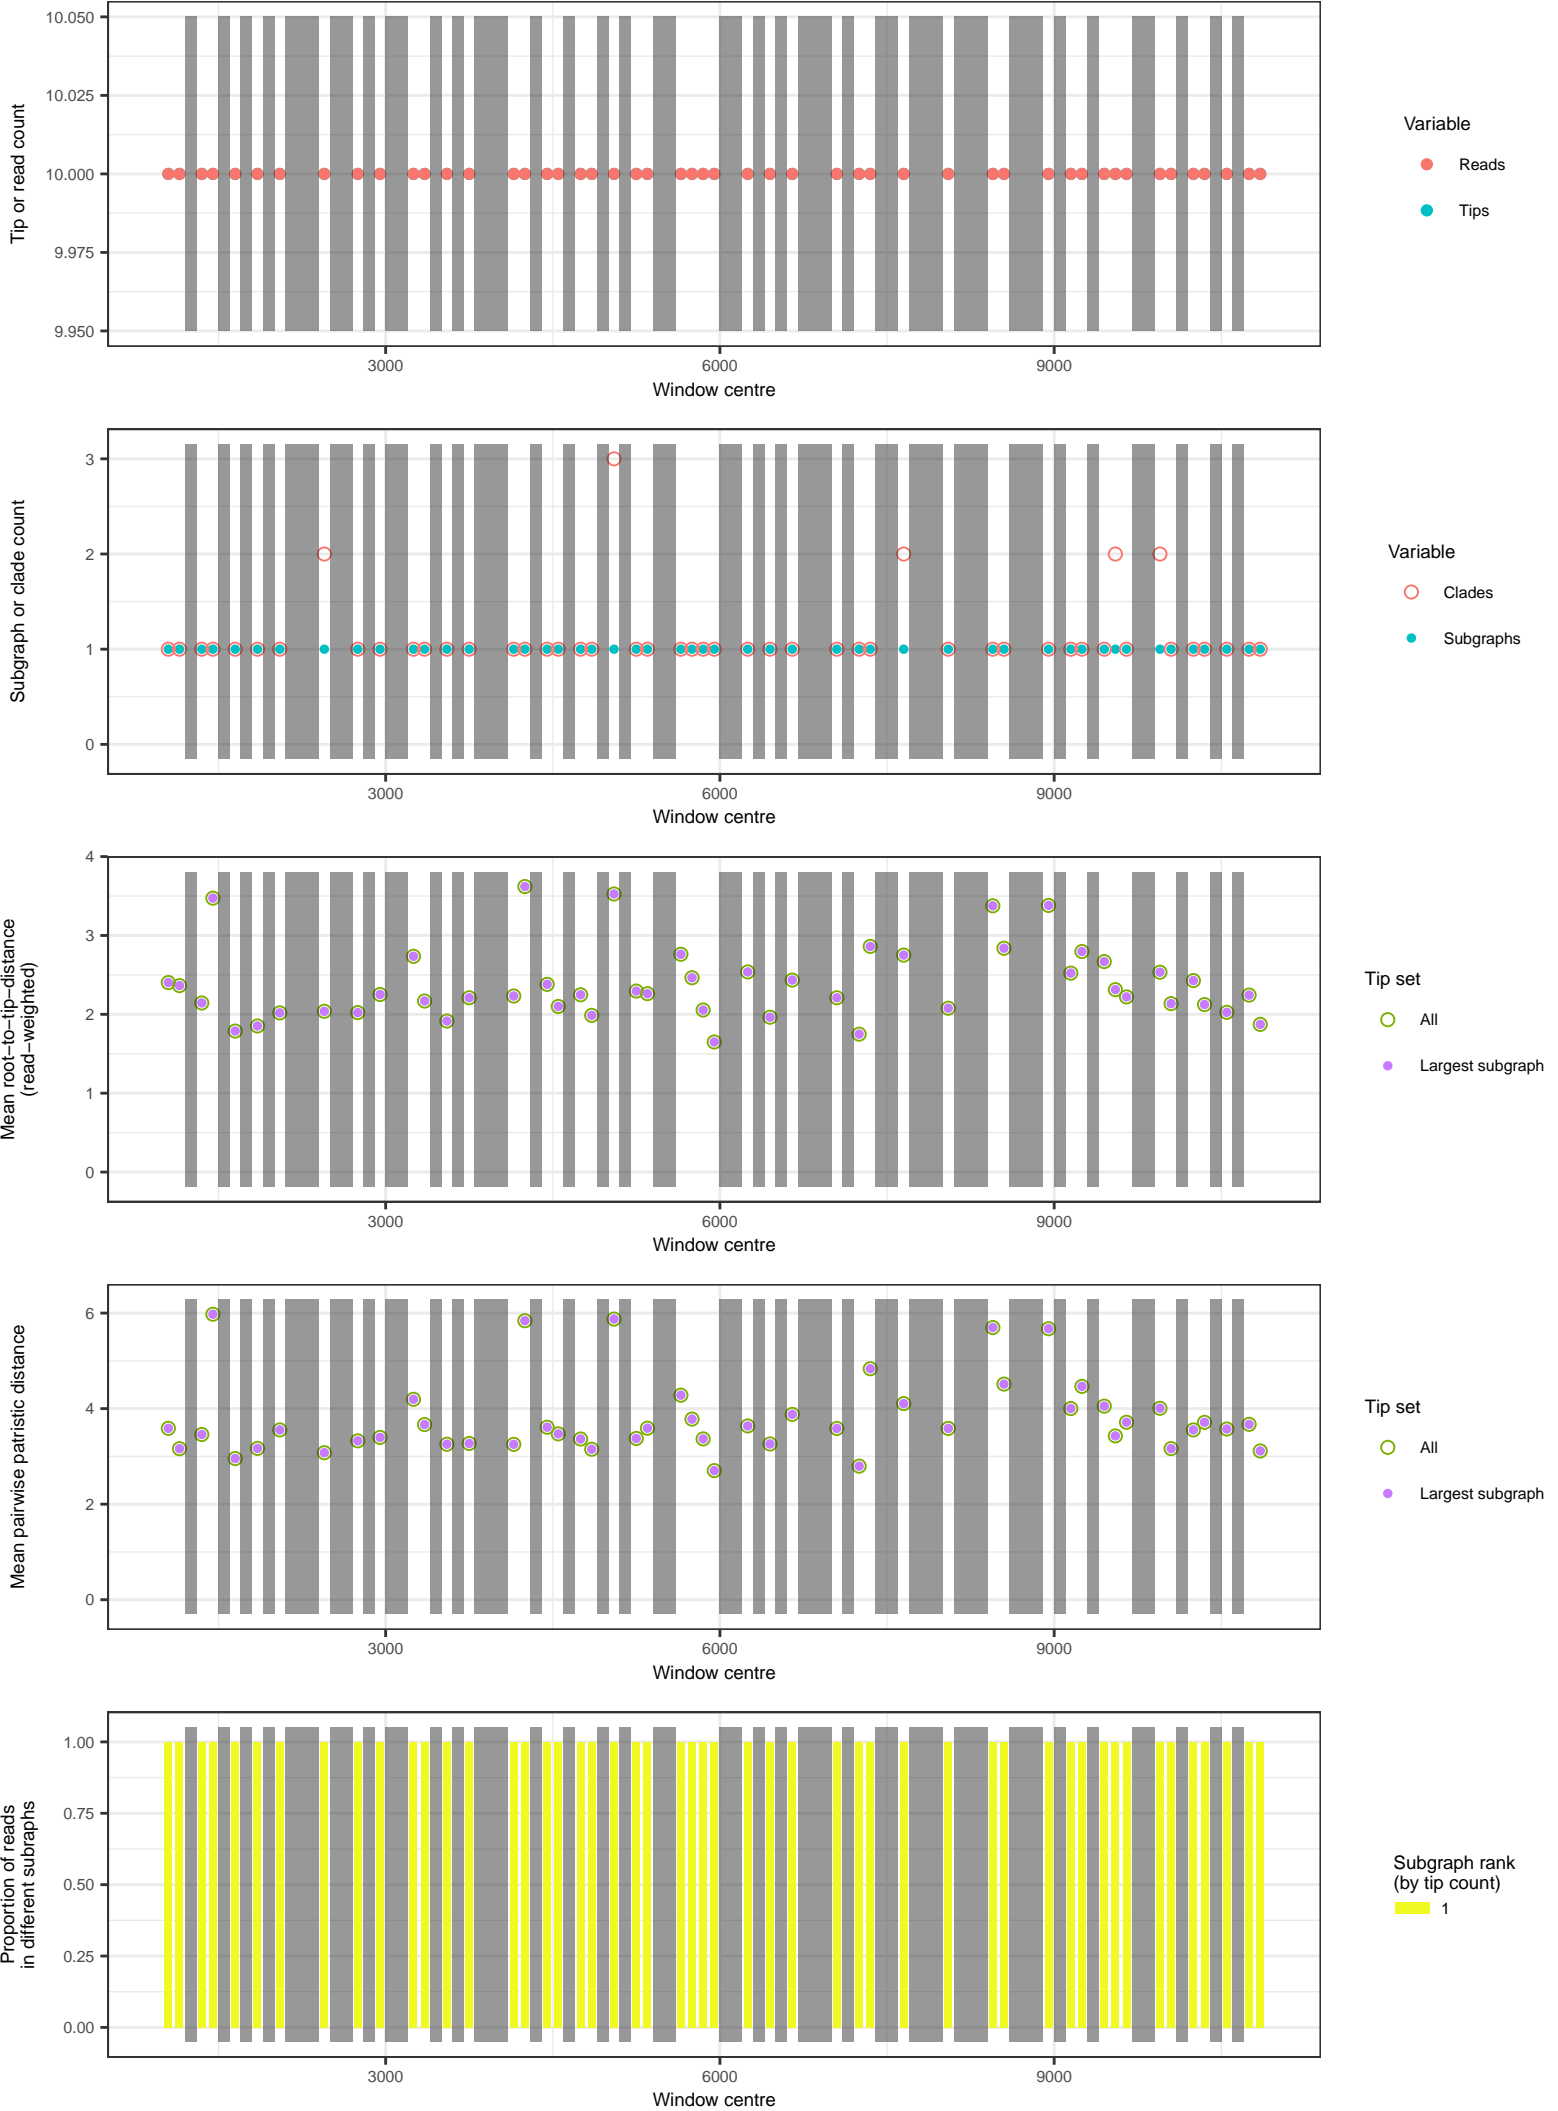 10.050
10.025
10.000
9.975
9.950
Tip or read count
3000
6000
9000
Window centre
Variable
Reads
Tips
3
2
1
0
Subgraph or clade count
3000
6000
9000
Window centre
Variable
Clades
Subgraphs
4
3
2
1
0
Mean root−to−tip−distance
(read−weighted)
3000
6000
9000
Window centre
Tip set
All
Largest subgraph
6
4
2
0
Mean pairwise patristic distance
3000
6000
9000
Window centre
Tip set
All
Largest subgraph
1.00
0.75
0.50
0.25
0.00
Proportion of reads
in different subraphs
3000
6000
9000
Window centre
Subgraph rank
(by tip count)
1